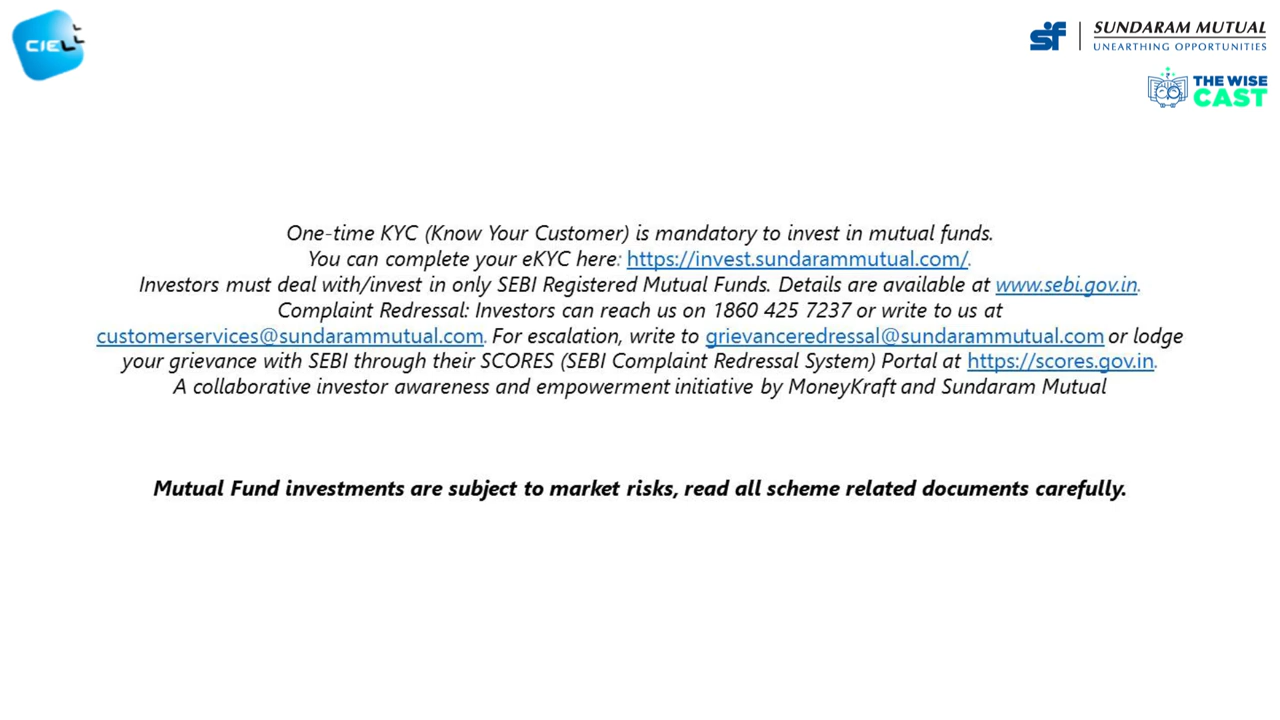 CIEL
SUNDARAM MUTUAL
UNEARTHING OPPORTUNITIES
THE WISE
CAST
One-time KYC (Know Your Customer) is mandatory to invest in mutual funds.
You can complete your eKYC here: https://invest.sundarammutual.com/.
Investors must deal with/invest in only SEBI Registered Mutual Funds. Details are available at www.sebi.gov.in.
Complaint Redressal: Investors can reach us on 1860 425 7237 or write to us at
customerservices@sundarammutual.com. For escalation, write to grievanceredressal@sundarammutual.com or lodge
your grievance with SEBI through their SCORES (SEBI Complaint Redressal System) Portal at https://scores.gov.in.
A collaborative investor awareness and empowerment initiative by MoneyKraft and Sundaram Mutual
Mutual Fund investments are subject to market risks, read all scheme related documents carefully.